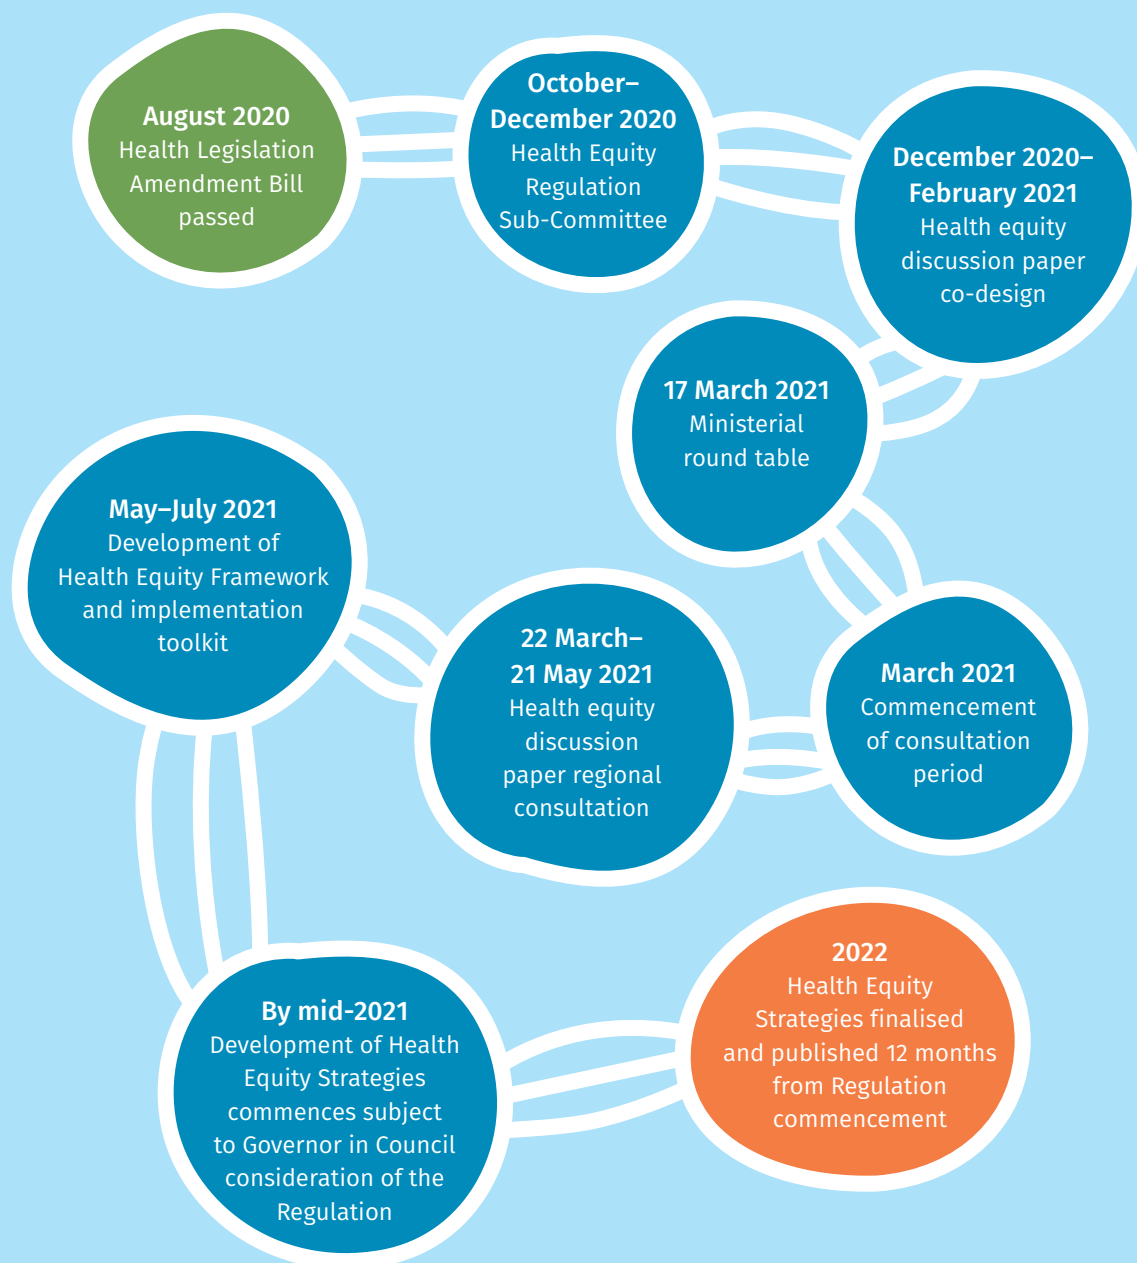 August 2020
Health Legislation
Amendment Bill
passed
October–
December 2020
Health Equity
Regulation
Sub-Committee
December 2020–
February 2021
Health equity
discussion paper
co-design
17 March 2021
Ministerial
round table
March 2021
Commencement
of consultation
period
22 March–
21 May 2021
Health equity
discussion
paper regional
consultation
May–July 2021
Development of
Health Equity Framework
and implementation
toolkit
By mid-2021
Development of Health
Equity Strategies
commences subject
to Governor in Council
consideration of the
Regulation
2022
Health Equity
Strategies finalised
and published 12 months
from Regulation
commencement